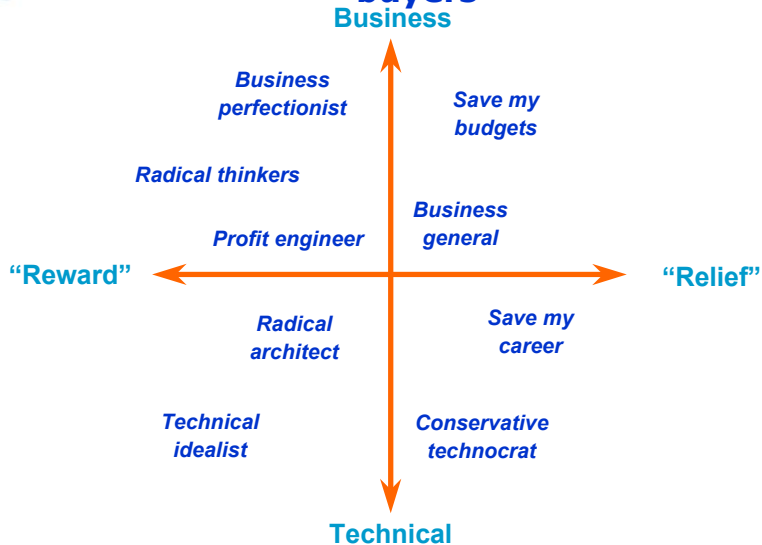 buyers
Business
Business
perfectionist
Save my
budgets
Radical thinkers
Business
general
Profit engineer
“Reward”
“Relief”
Radical
architect
Save my
career
Technical
idealist
Conservative
technocrat
Technical